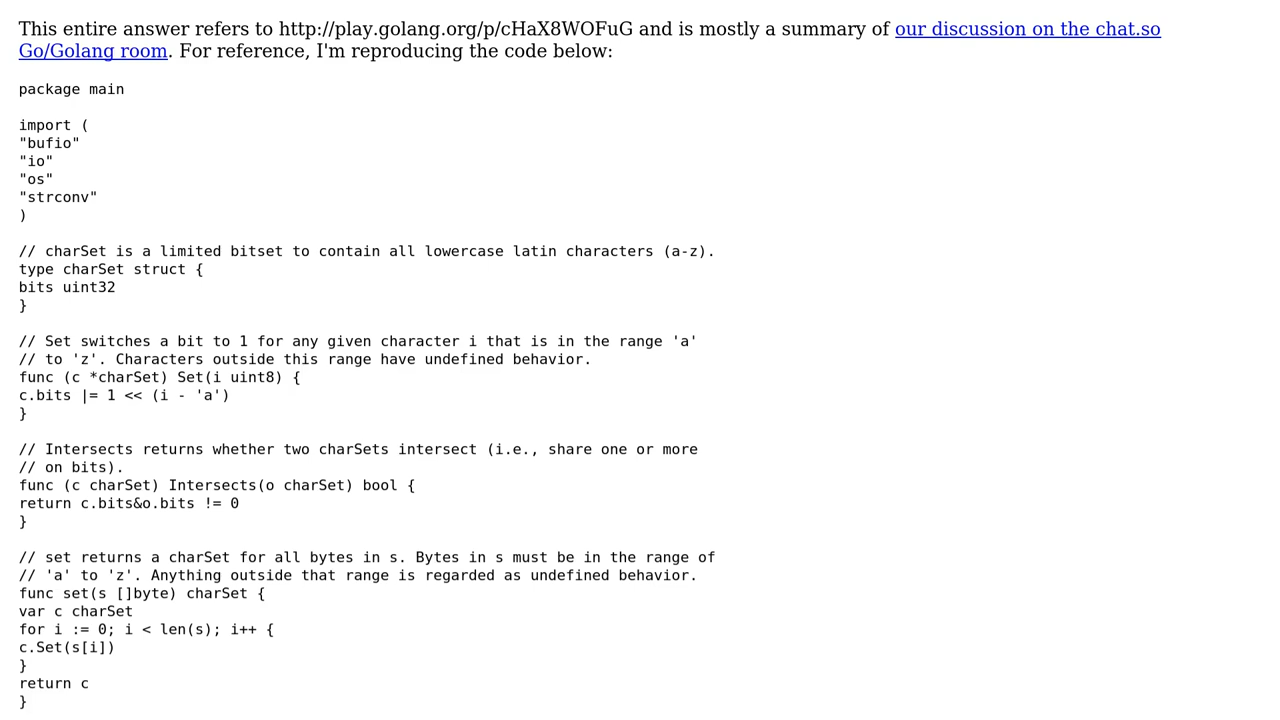 This entire answer refers to http://play.golang.org/p/cHaX8WOFuG and is mostly a summary of our discussion on the chat.so
Go/Golang room. For reference, I'm reproducing the code below:
package main
import (
"bufio"
"io"
"os"
"strconv"
)
// charSet is a limited bitset to contain all lowercase latin characters (a-z).
type charSet struct {
bits uint32
}
// Set switches a bit to 1 for any given character i that is in the range 'a'
// to 'z'. Characters outside this range have undefined behavior.
func (c *charSet) Set(i uint8) {
c.bits |= 1 << (i - 'a')
}
// Intersects returns whether two charSets intersect (i.e., share one or more
// on bits).
func (c charSet) Intersects(o charSet) bool {
return c.bits&o.bits != 0
}
// set returns a charSet for all bytes in s. Bytes in s must be in the range of
// 'a' to 'z'. Anything outside that range is regarded as undefined behavior.
func set(s []byte) charSet {
var c charSet
for i := 0; i < len(s); i++ {
c.Set(s[i])
}
return c
}